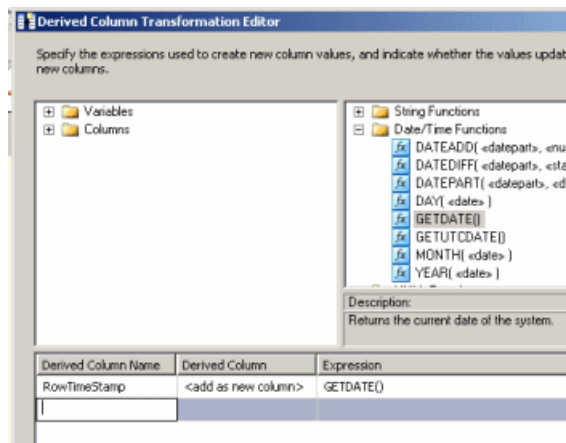 Derived Column Transformation Editor
Specify the expressions used to create new column values, and indicate whether the values updat
new columns.
Variables
Columns
String Functions
Date/Time Functions
DATEADD( «datepart», «nu
DATEDIFF( «datepart», «sta
DATEPART( «datepart», «d
DAY( «date» )
GETDATE()
GETUTCDATE()
MONTH( «date» )
YEAR( «date» )
Description:
Returns the current date of the system.
Derived Column Name Derived Column Expression
RowTimeStamp <add as new column> GETDATE()